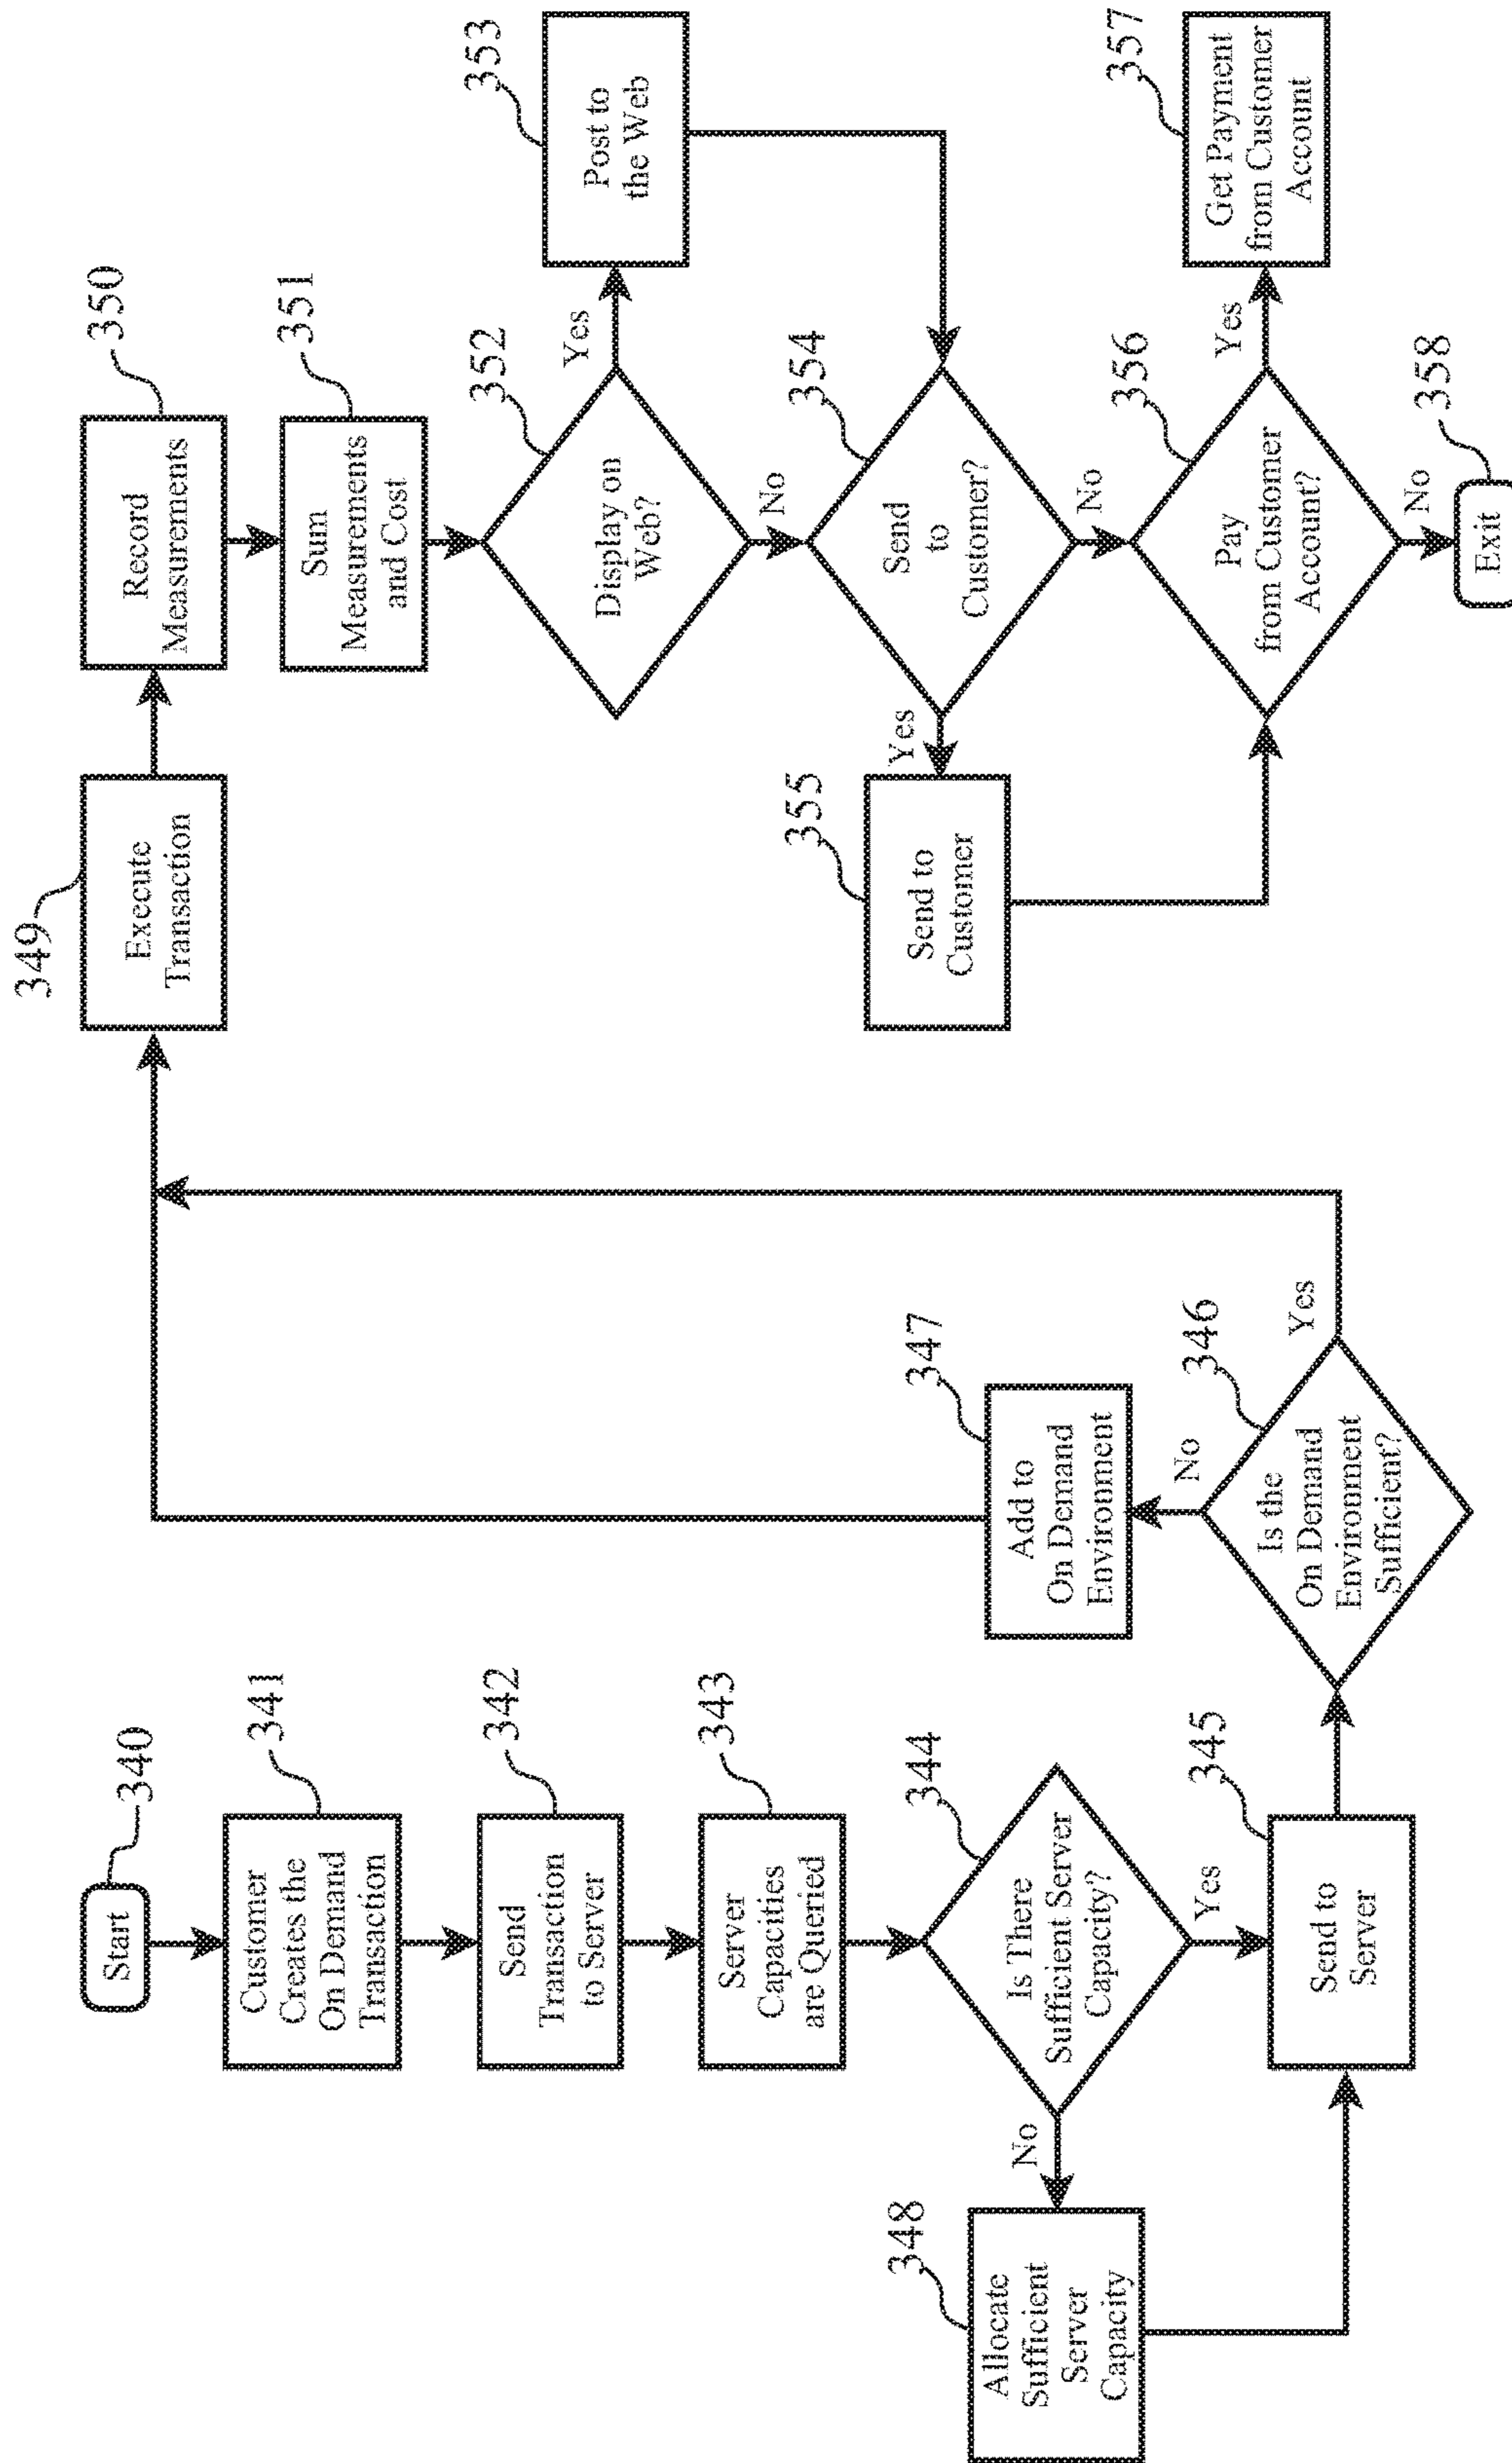 340
Start
341
Customer
Creates the
On Demand
Transaction
342
Send
Transaction
to Server
343
Server
Capacities
are Queried
344
Is There
Sufficient Server
Capacity?
No
Yes
348
Allocate
Sufficient
Server
Capacity
345
Send to
Server
346
Is the
On Demand
Environment
Sufficient?
No
Yes
347
Add to
On Demand
Environment
349
Execute
Transaction
350
Record
Measurements
351
Sum
Measurements
and Cost
352
Display on
Web?
Yes
No
353
Post to
the Web
354
Send
to
Customer?
Yes
No
355
Send to
Customer
356
Pay
from Customer
Account?
Yes
No
357
Get Payment
from Customer
Account
358
Exit